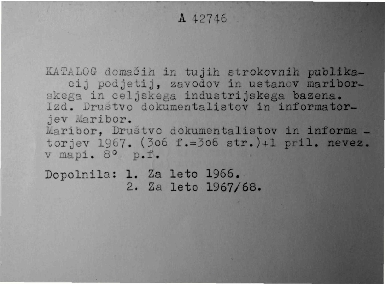 A 42746
KATALOG domačih in tujih strokovnih publika-
cij podjetij, zavodov in ustanov maribor-
skega in celjskega industrijskega bazena.
Izd. Društvo dokumentalistov in informator-
jev Maribor.
Maribor, Društvo dokumentalistov in informa -
torjev 1967. (3o6 f.=3o6 str.)+1 pril. nevez.
v mapi. 8° p.f.
Dopolnila: 1. Za leto 1966.
2. Za leto 1967/68.